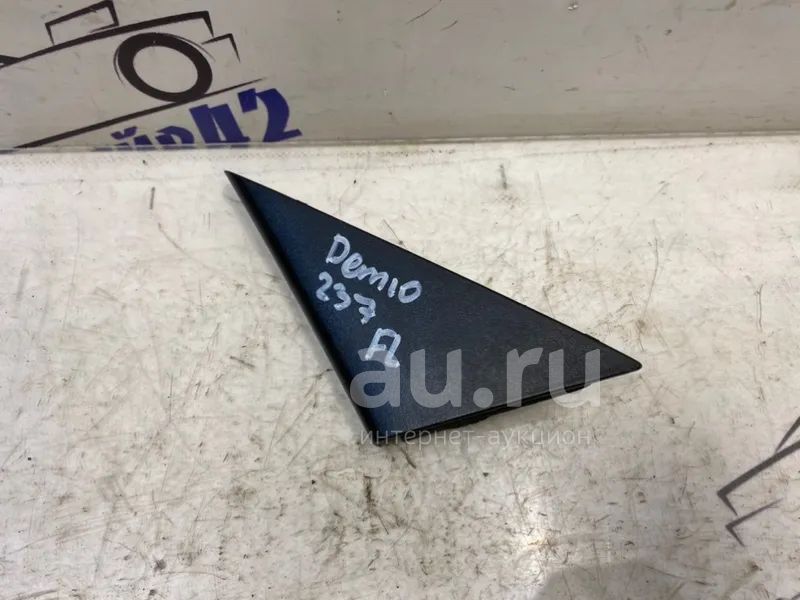 Demio
237
FL
au.ru
интернет-аукцион